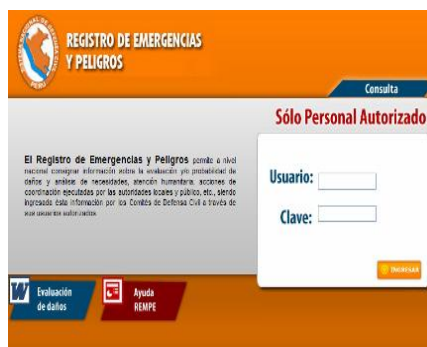 REGISTRO DE EMERGENCIAS
Y PELIGROS
PERU
Consulta
Sólo Personal Autorizado
El Registro de Emergencias y Peligros permite a nivel
nacional consignar información sobre la evaluación y/o probabilidad de
daños y análisis de necesidades, atención humanitaria, acciones de
coordinación ejecutadas por las autoridades locales y público, etc., siendo
ingresada ésta información por los Comités de Defensa Civil a través de
sus usuarios autorizados.
Usuario:
Clave:
INGRESAR
W
Evaluación
de daños
Ayuda
REMPE